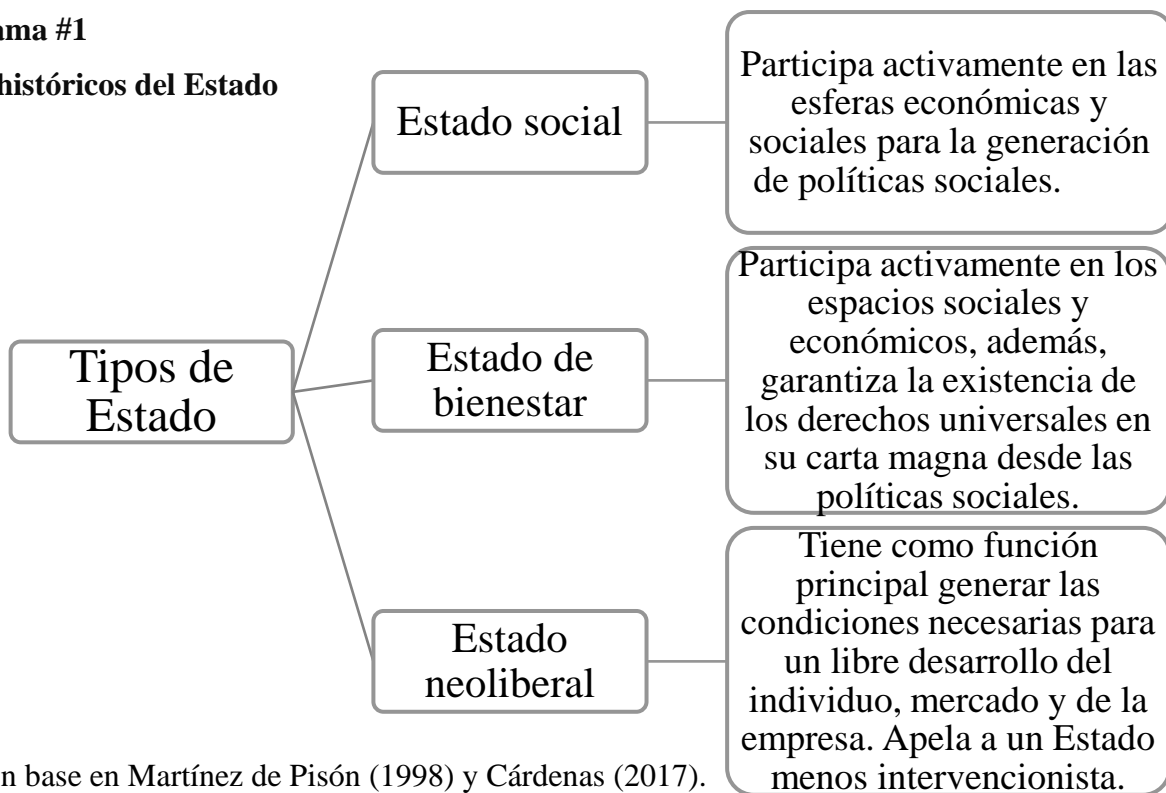 ama #1
históricos del Estado
Tipos de
Estado
Estado social
Participa activamente en las
esferas económicas y
sociales para la generación
de políticas sociales.
Estado de
bienestar
Participa activamente en los
espacios sociales y
económicos, además,
garantiza la existencia de
los derechos universales en
su carta magna desde las
políticas sociales.
Estado
neoliberal
Tiene como función
principal generar las
condiciones necesarias para
un libre desarrollo del
individuo, mercado y de la
empresa. Apela a un Estado
menos intervencionista.
n base en Martínez de Pisón (1998) y Cárdenas (2017).